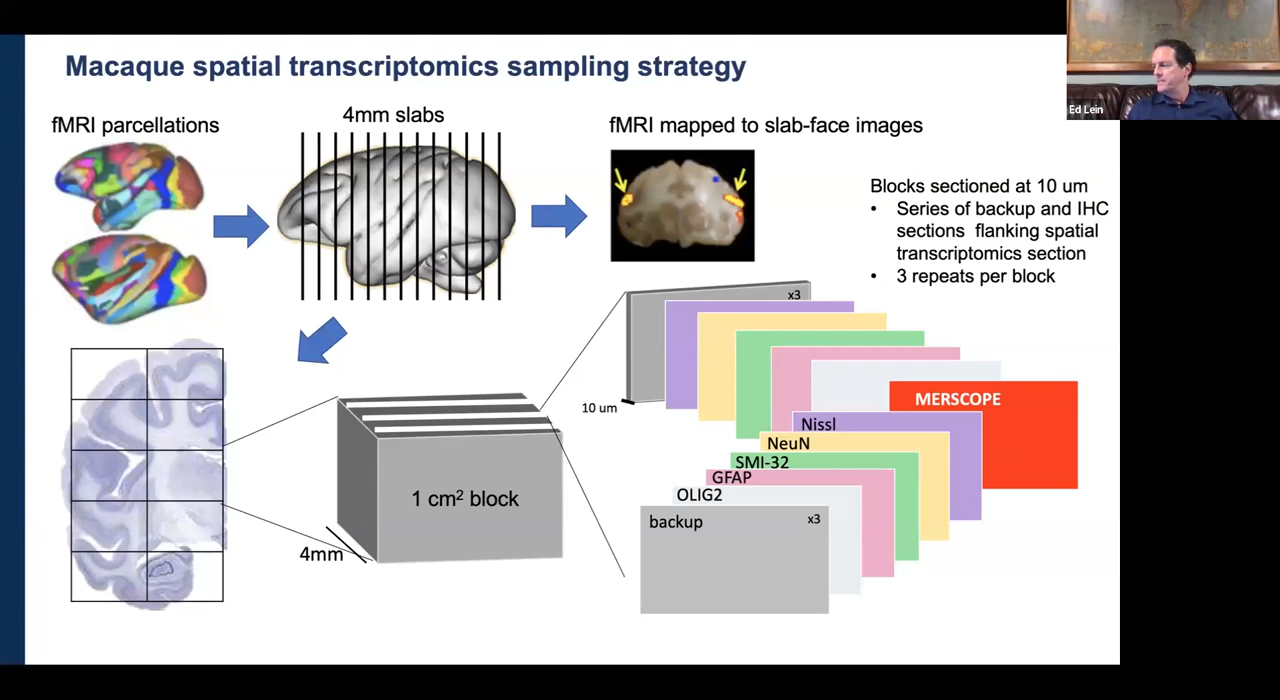 Macaque spatial transcriptomics sampling strategy
Ed Lein
fMRI parcellations
4mm slabs
fMRI mapped to slab-face images
Blocks sectioned at 10 um
• Series of backup and IHC
sections flanking spatial
transcriptomics section
• 3 repeats per block
x3
10 um
MERSCOPE
Nissl
NeuN
SMI-32
GFAP
OLIG2
backup
x3
1 cm² block
4mm